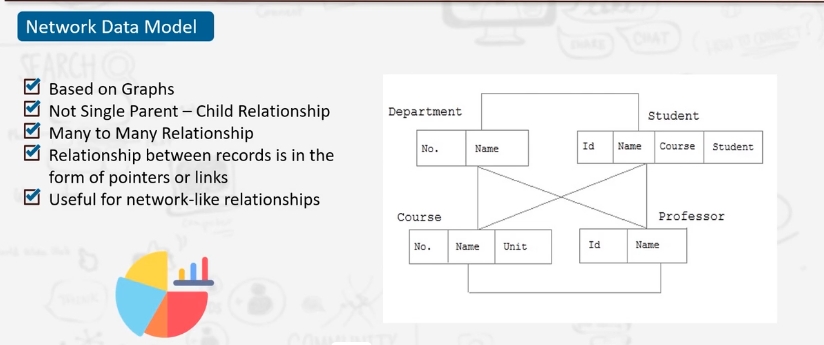 Network Data Model
Based on Graphs
Not Single Parent – Child Relationship
Many to Many Relationship
Relationship between records is in the
form of pointers or links
Useful for network-like relationships
Department
Student
No. Name
Id Name Course Student
Course
Professor
No. Name Unit
Id Name